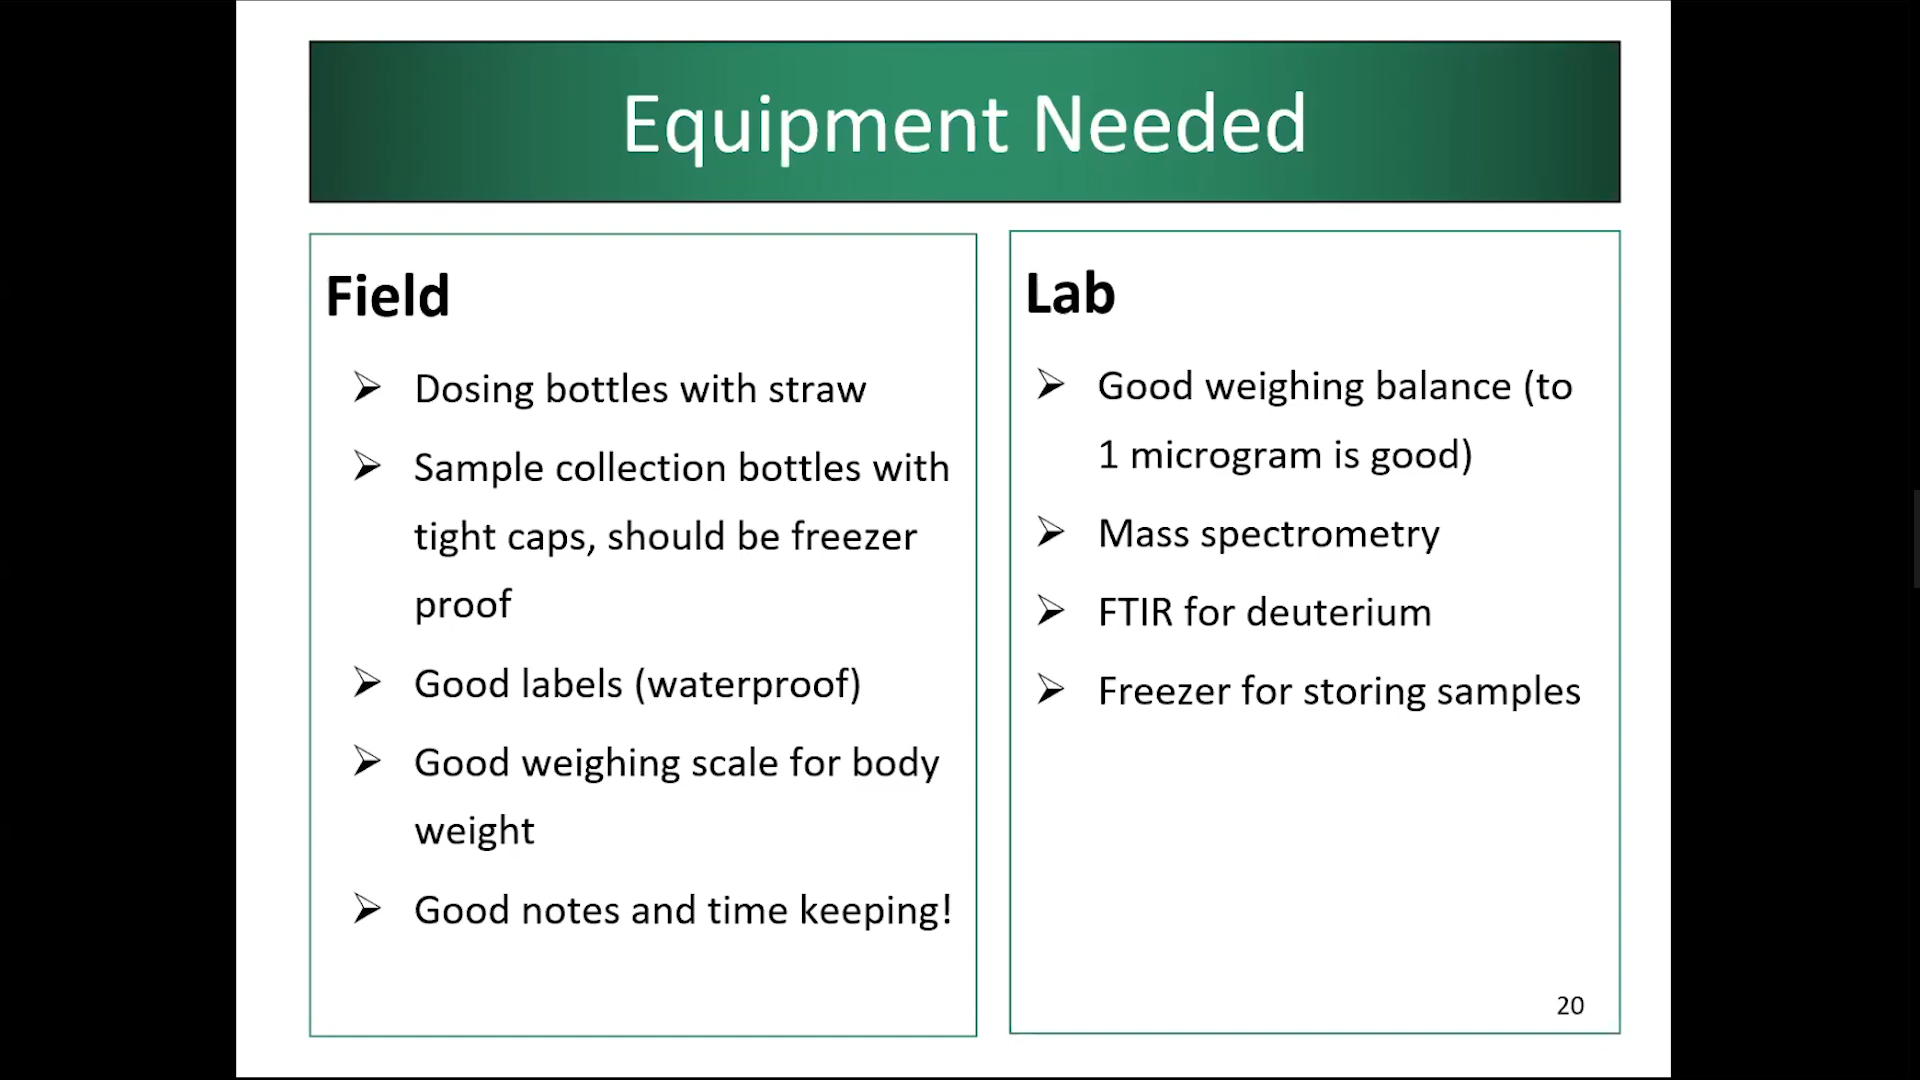 Equipment Needed
Field
Dosing bottles with straw
Sample collection bottles with
tight caps, should be freezer
proof
Good labels (waterproof)
Good weighing scale for body
weight
Good notes and time keeping!
Lab
Good weighing balance (to
1 microgram is good)
Mass spectrometry
FTIR for deuterium
Freezer for storing samples
20